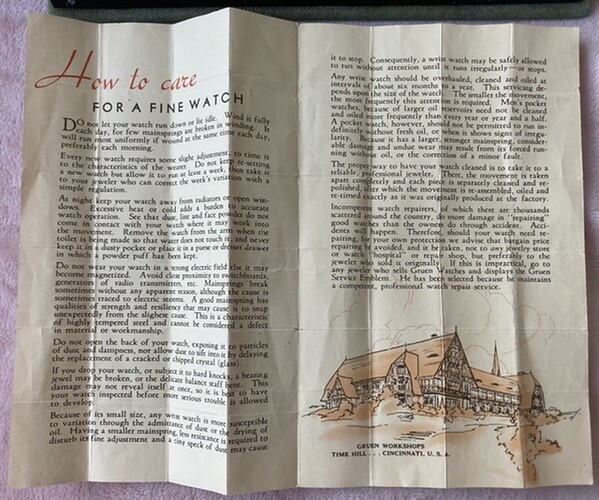 How to care
FOR A FINE WATCH
DO not let your watch run down or lie idle. Wind it fully
each day, for few mainsprings are broken in winding. It
will run most uniformly if wound at the same time each day,
preferably each morning.
Every new watch requires some slight adjustment, to time it
to the characteristics of the wearer. Do not keep re-setting
a new watch but allow it to run at least a week, then take it
to your jeweler who can correct the week's variation with a
simple regulation.
At night keep your watch away from radiators or open win-
dows. Excessive heat or cold adds a burden to accurate
watch operation. See that dust, lint and face powder do not
come in contact with your watch where it may work into
the movement. Remove the watch from the arm when the
toilet is being made so that water does not touch it, and never
keep it in a dusty pocket or place it in a purse or dresser drawer
in which a powder puff has been kept.
Do not wear your watch in a strong electric field else it may
become magnetized. Avoid close proximity to switchboards,
generators of radio transmitters, etc. Mainsprings break
sometimes without any apparent reason, although the cause is
sometimes traced to electric storms. A good mainspring has
qualities of strength and resiliency that may cause it to snap
unexpectedly from the slighest cause. This is a characteristic
of highly tempered steel and cannot be considered a defect
in material or workmanship.
Do not open the back of your watch, exposing it to particles
of dust and dampness, nor allow dust to sift into it by delaying
the replacement of a cracked or chipped crystal (glass).
If you drop your watch, or subject it to hard knocks, a bearing
jewel may be broken, or the delicate balance staff bent. This
damage may not reveal itself at once, so it is best to have
your watch inspected before more serious trouble is allowed
to develop.
Because of its small size, any wrist watch is more susceptible
to variation through the admittance of dust or the drying of
oil. Having a smaller mainspring, less resistance is required to
disturb its fine adjustment and a tiny speck of dust may cause
it to stop. Consequently, a wrist watch may be safely allowed
to run without attention until it runs irregularly—or stops.
Any wrist watch should be overhauled, cleaned and oiled at
intervals of about six months to a year. This servicing de-
pends upon the size of the watch. The smaller the movement,
the more frequently this attention is required. Men's pocket
watches, because of larger oil reservoirs need not be cleaned
and oiled more frequently than every year or year and a half.
A pocket watch, however, should not be permitted to run in-
definitely without fresh oil, or when it shows signs of irregu-
larity. Because it has a larger, stronger mainspring, consider-
able damage and undue wear may result from its forced run-
ning without oil, or the correction of a minor fault.
The proper way to have your watch cleaned is to take it to a
reliable, professional jeweler. There, the movement is taken
apart completely and each piece is separately cleaned and re-
polished, after which the movement is re-assembled, oiled and
re-timed exactly as it was originally produced at the factory.
Incompetent watch repairers, of which there are thousands
scattered around the country, do more damage in "repairing"
good watches than the owners do through accident. Acci-
dents will happen. Therefore, should your watch need re-
pairing, for your own protection we advise that bargain price
repairing be avoided, and it be taken, not to any jewelry store
or watch "hospital" or repair shop, but preferably to the
jeweler who sold it originally. If this is impractical, go to
any jeweler who sells Gruen Watches and displays the Gruen
Service Emblem. He has been selected because he maintains
a competent, professional watch repair service.
GRUEN WORKSHOPS
TIME HILL . . . CINCINNATI, U. S. A.